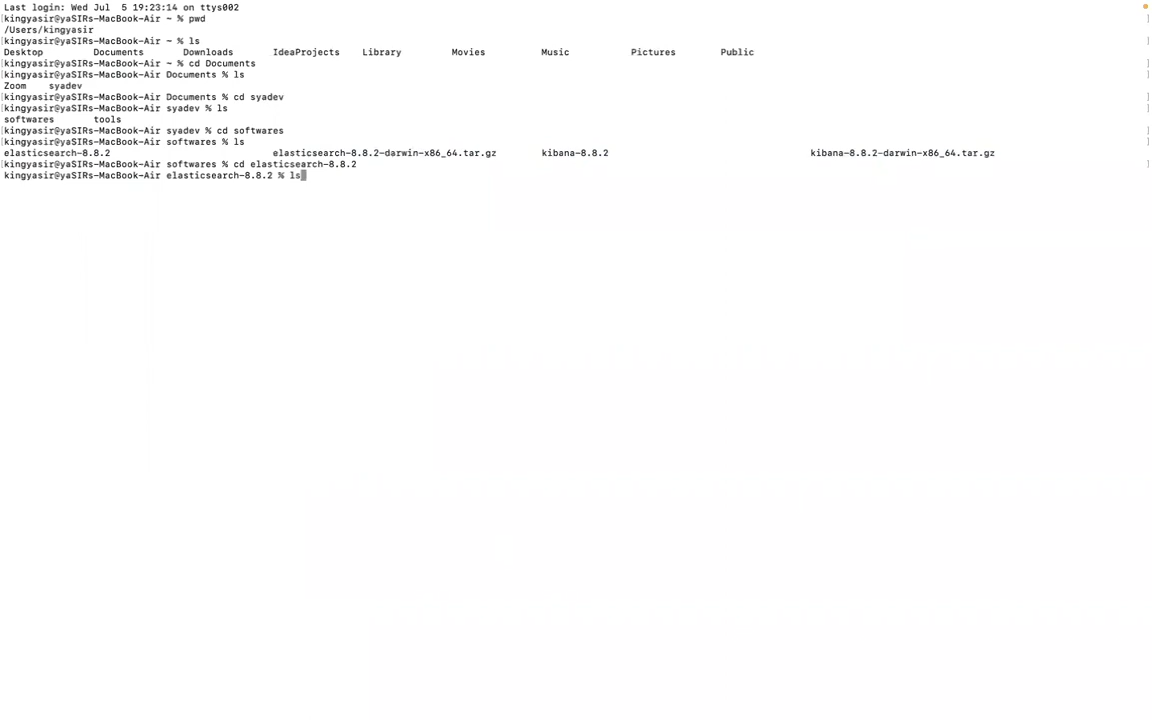 Last login: Wed Jul  5 19:23:14 on ttys002
[kingyasir@yaSIRs-MacBook-Air ~ % pwd
/Users/kingyasir
[kingyasir@yaSIRs-MacBook-Air ~ % ls
Desktop Documents Downloads IdeaProjects Library Movies Music Pictures Public
[kingyasir@yaSIRs-MacBook-Air ~ % cd Documents
[kingyasir@yaSIRs-MacBook-Air Documents % ls
Zoom syadev
[kingyasir@yaSIRs-MacBook-Air Documents % cd syadev
[kingyasir@yaSIRs-MacBook-Air syadev % ls
softwares tools
[kingyasir@yaSIRs-MacBook-Air syadev % cd softwares
[kingyasir@yaSIRs-MacBook-Air softwares % ls
elasticsearch-8.8.2 elasticsearch-8.8.2-darwin-x86_64.tar.gz kibana-8.8.2 kibana-8.8.2-darwin-x86_64.tar.gz
[kingyasir@yaSIRs-MacBook-Air softwares % cd elasticsearch-8.8.2
kingyasir@yaSIRs-MacBook-Air elasticsearch-8.8.2 % ls